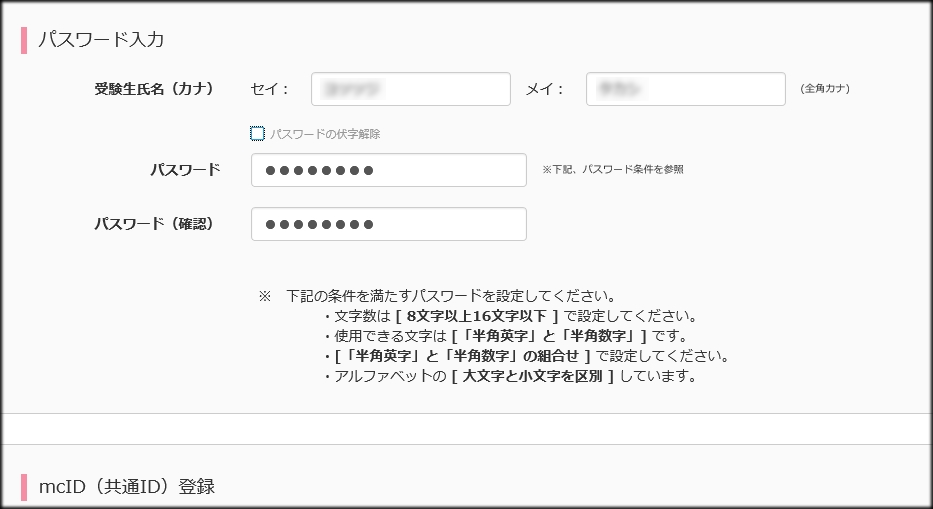 パスワード入力
受験生氏名（カナ） セイ： メイ： (全角カナ)
パスワードの伏字解除
パスワード ●●●●●●●● ※下記、パスワード条件を参照
パスワード（確認） ●●●●●●●●
※ 下記の条件を満たすパスワードを設定してください。
・文字数は [ 8文字以上16文字以下 ] で設定してください。
・使用できる文字は [「半角英字」と「半角数字」] です。
・[「半角英字」と「半角数字」の組合せ ] で設定してください。
・アルファベットの [ 大文字と小文字を区別 ] しています。
mcID（共通ID）登録